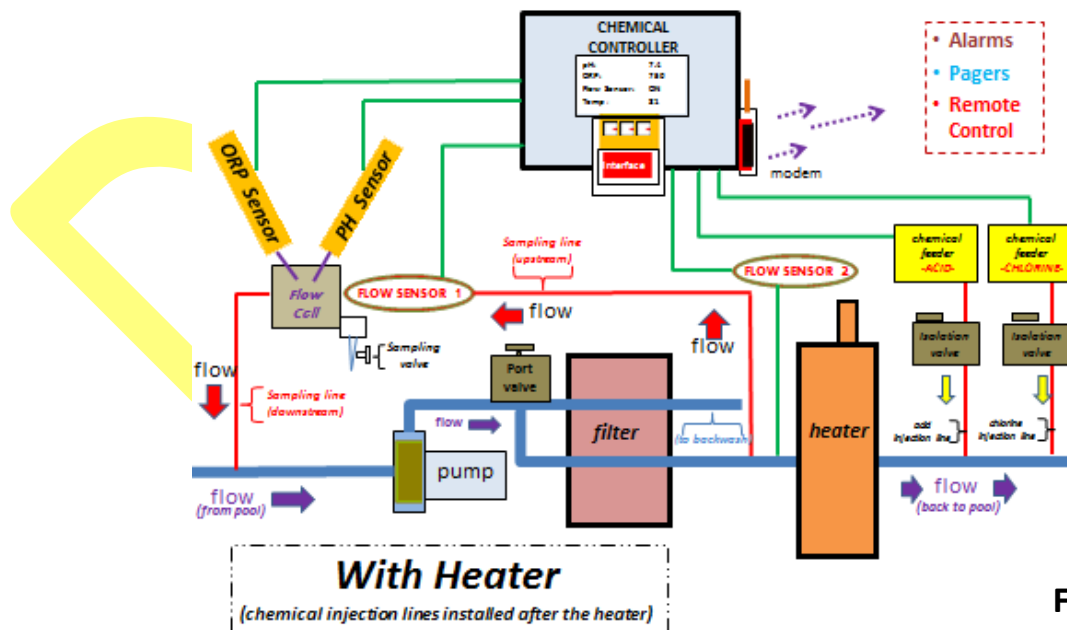 CHEMICAL
CONTROLLER
pH: 7.4
ORP: 780
Flow Sensor: ON
Temp: 81
Interface
modem
• Alarms
• Pagers
• Remote
Control
ORP Sensor
PH Sensor
Flow
Cell
FLOW SENSOR 1
Sampling line
(upstream)
FLOW SENSOR 2
chemical
feeder
-ACID-
chemical
feeder
-CHLORINE-
Isolation
valve
Isolation
valve
Sampling
valve
flow
flow
flow
Sampling line
(downstream)
Port
valve
flow
filter
(to backwash)
heater
injection line
chlorine
injection line
pump
flow
(from pool)
flow
(back to pool)
With Heater
(chemical injection lines installed after the heater)
F